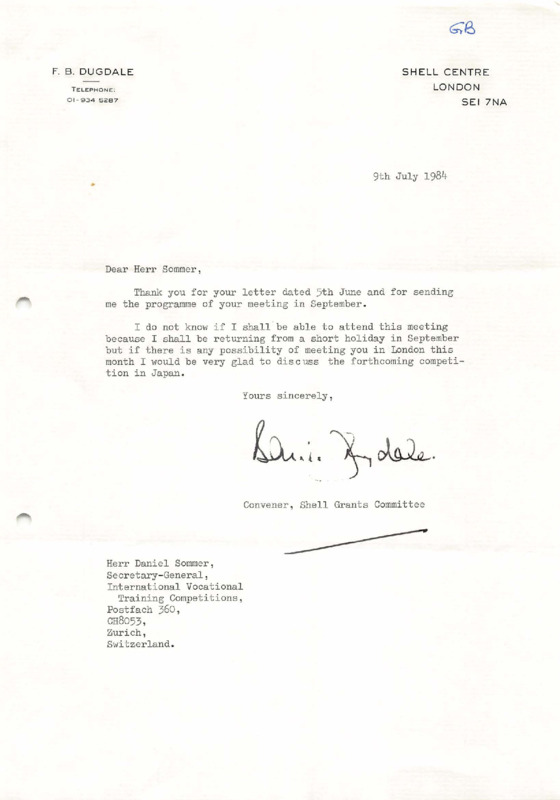 GB
F. B. DUGDALE
TELEPHONE:
01-934 5287
SHELL CENTRE
LONDON
SE1 7NA
9th July 1984
Dear Herr Sommer,
Thank you for your letter dated 5th June and for sending
me the programme of your meeting in September.
I do not know if I shall be able to attend this meeting
because I shall be returning from a short holiday in September
but if there is any possibility of meeting you in London this
month I would be very glad to discuss the forthcoming competi-
tion in Japan.
Yours sincerely,
Dugdale.
Convener, Shell Grants Committee
Herr Daniel Sommer,
Secretary-General,
International Vocational
Training Competitions,
Postfach 360,
CH8053,
Zurich,
Switzerland.